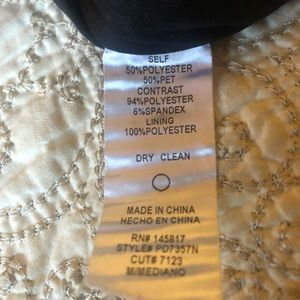 SELF
50%POLYESTER
50%PET
CONTRAST
94%POLYESTER
6%SPANDEX
LINING
100%POLYESTER
DRY CLEAN
MADE IN CHINA
HECHO EN CHINA
RN# 145817
STYLE# PD7357N
CUT# 7123
M/MEDIANO